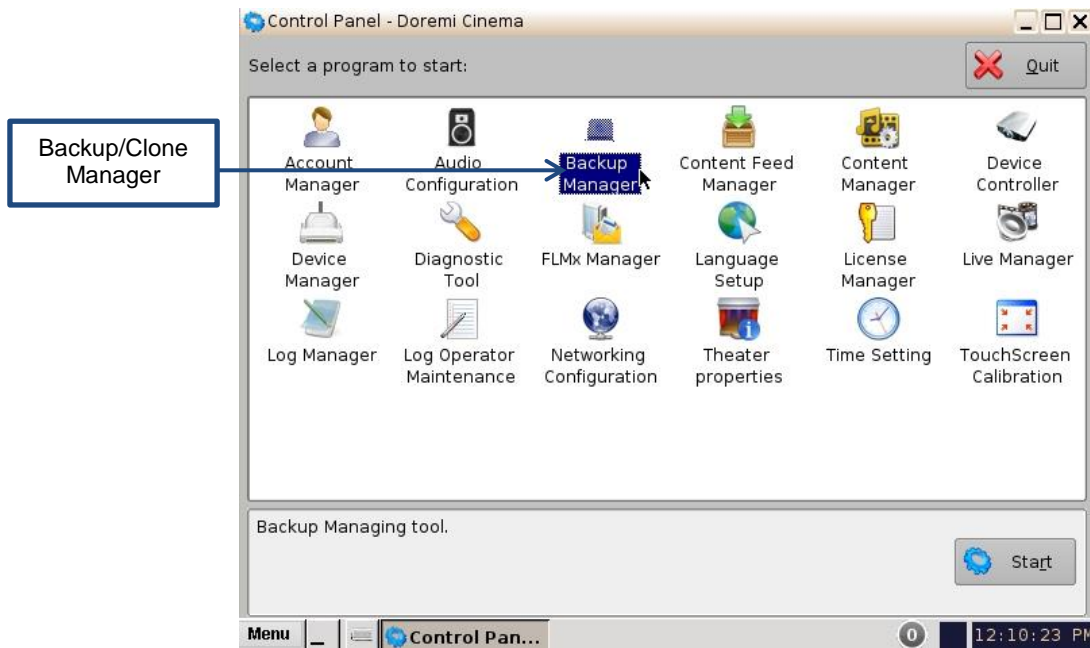 Control Panel - Doremi Cinema
Select a program to start:
Quit
Backup/Clone
Manager
Account
Manager
Audio
Configuration
Backup
Manager
Content Feed
Manager
Content
Manager
Device
Controller
Device
Manager
Diagnostic
Tool
FLMx Manager
Language
Setup
License
Manager
Live Manager
Log Manager
Log Operator
Maintenance
Networking
Configuration
Theater
properties
Time Setting
TouchScreen
Calibration
Backup Managing tool.
Start
Menu
Control Pan...
0
12:10:23 PM